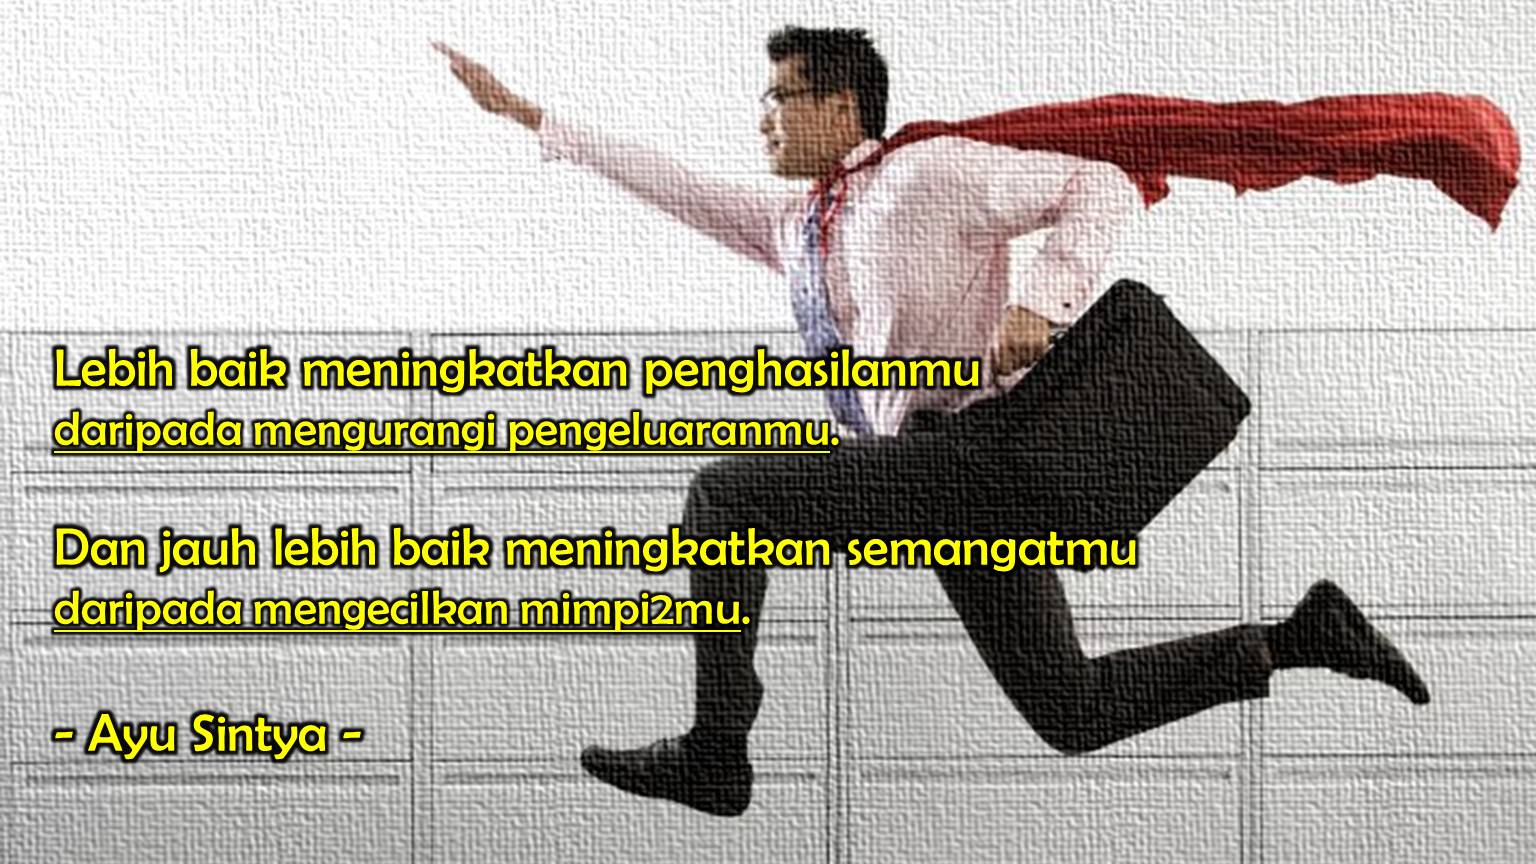 Lebih baik meningkatkan penghasilanmu
daripada mengurangi pengeluaranmu.
Dan jauh lebih baik meningkatkan semangatmu
daripada mengecilkan mimpi2mu.
- Ayu Sintya -